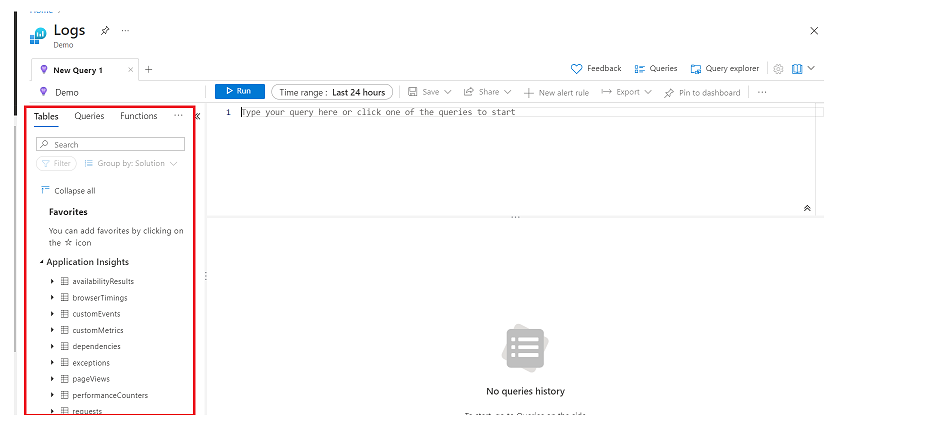 Logs
Demo
New Query 1
Feedback
Queries
Query explorer
Demo
Run
Time range : Last 24 hours
Save
Share
New alert rule
Export
Pin to dashboard
Tables
Queries
Functions
1
Type your query here or click one of the queries to start
Search
Filter
Group by: Solution
Collapse all
Favorites
You can add favorites by clicking on
the ☆ icon
Application Insights
availabilityResults
browserTimings
customEvents
customMetrics
dependencies
exceptions
pageViews
performanceCounters
requests
No queries history